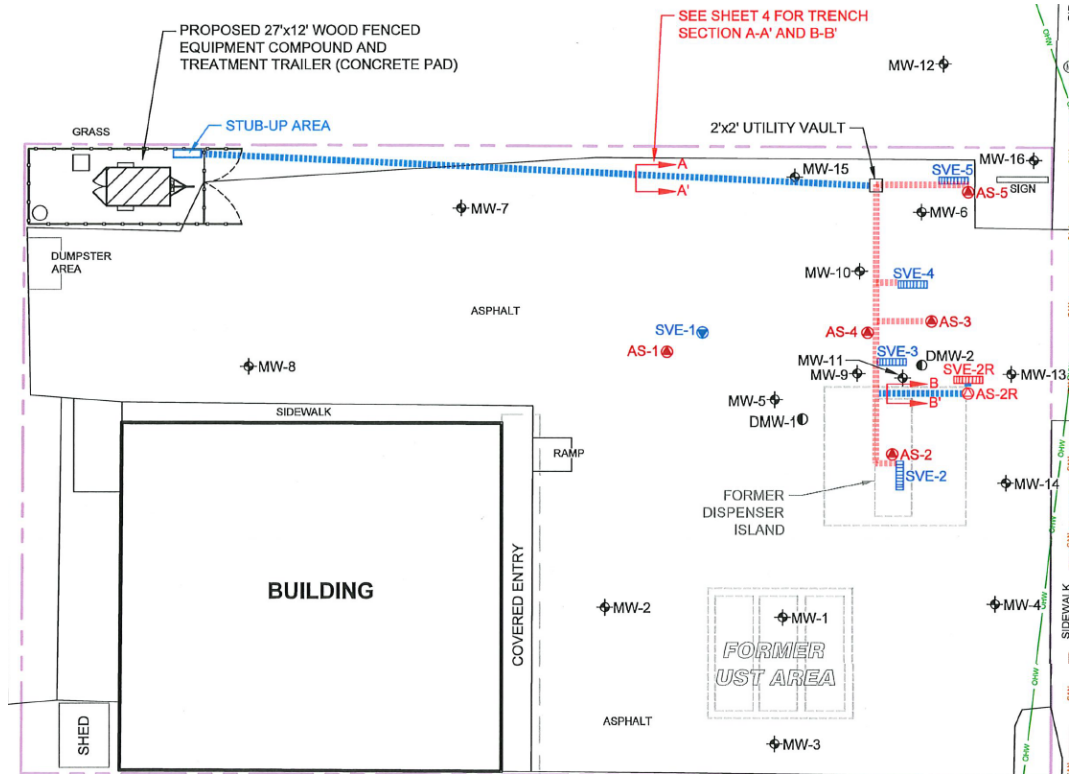 PROPOSED 27'x12' WOOD FENCED
EQUIPMENT COMPOUND AND
TREATMENT TRAILER (CONCRETE PAD)
SEE SHEET 4 FOR TRENCH
SECTION A-A' AND B-B'
MW-12
OHW
GRASS
STUB-UP AREA
2'x2' UTILITY VAULT
A
A'
MW-15
SVE-5
MW-16
SIGN
AS-5
MW-7
MW-6
DUMPSTER
AREA
MW-10
SVE-4
ASPHALT
SVE-1
AS-4
AS-3
AS-1
MW-8
MW-11
SVE-3
DMW-2
MW-9
SVE-2R
MW-13
B
B'
AS-2R
MW-5
DMW-1
SIDEWALK
RAMP
AS-2
SVE-2
MW-14
OHW
FORMER
DISPENSER
ISLAND
BUILDING
COVERED ENTRY
MW-2
MW-1
MW-4
OHW
SIDEWALK
FORMER
UST AREA
OHW
ASPHALT
SHED
MW-3
OHW